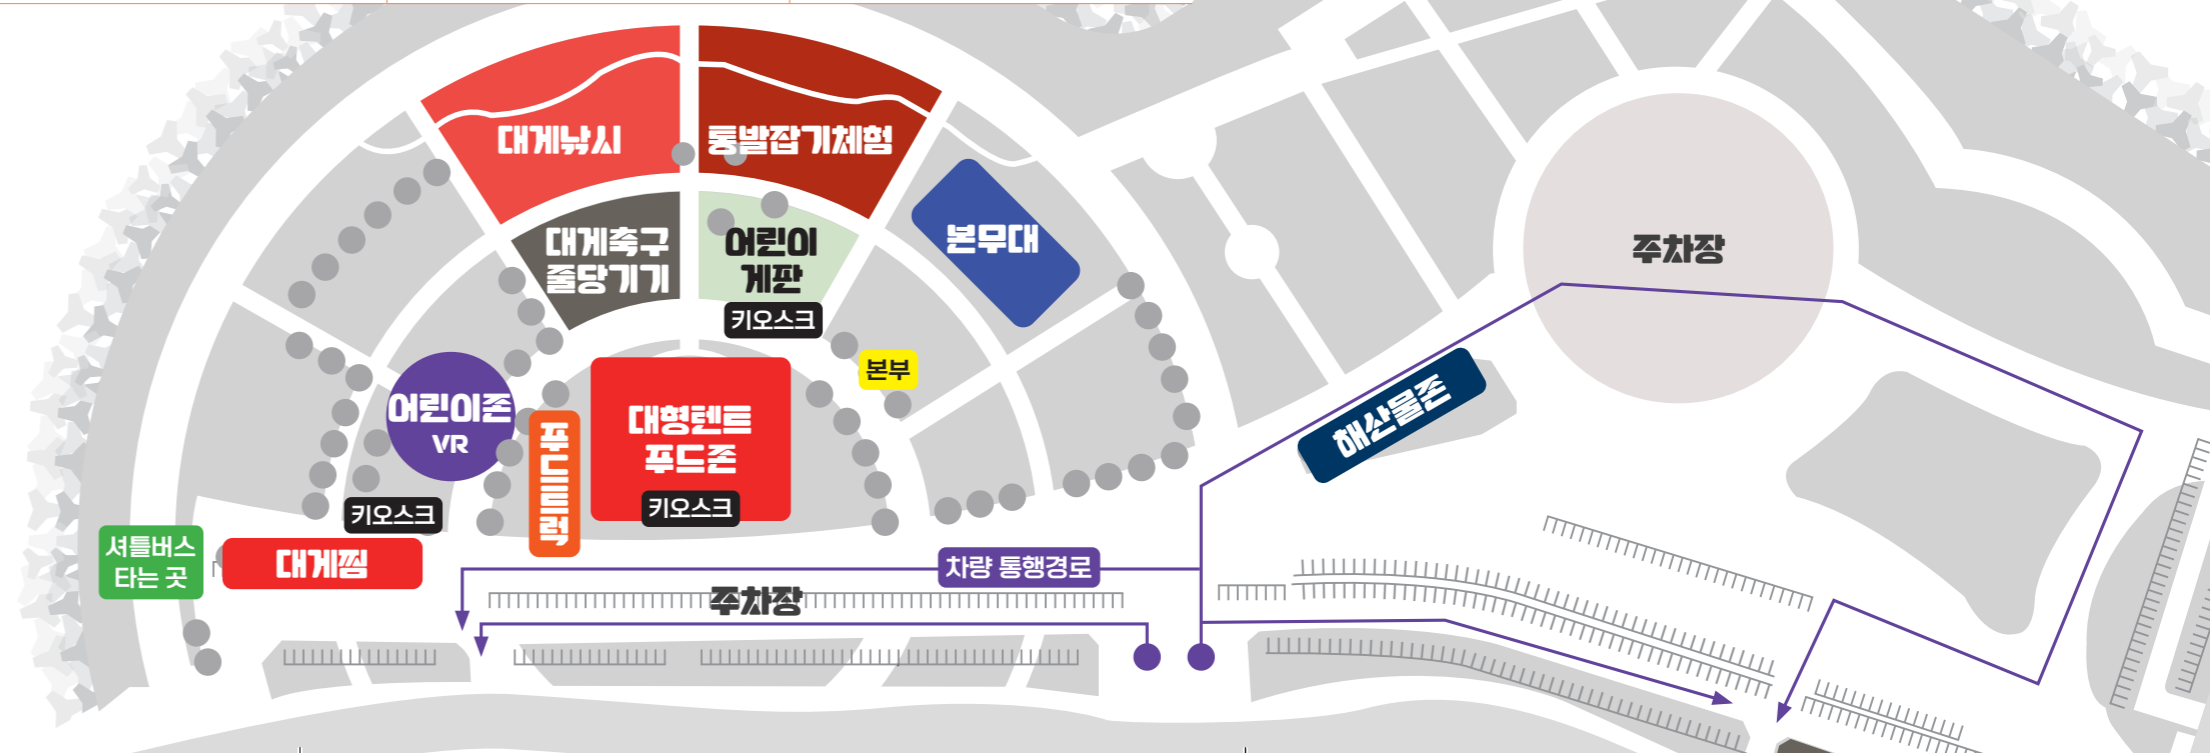 대게낚시
통발잡기체험
대게축구
줄당기기
어린이
게판
키오스크
본무대
주차장
본부
어린이존
VR
푸드트럭
대형텐트
푸드존
키오스크
해산물존
키오스크
셔틀버스
타는 곳
대게찜
차량 통행경로
주차장